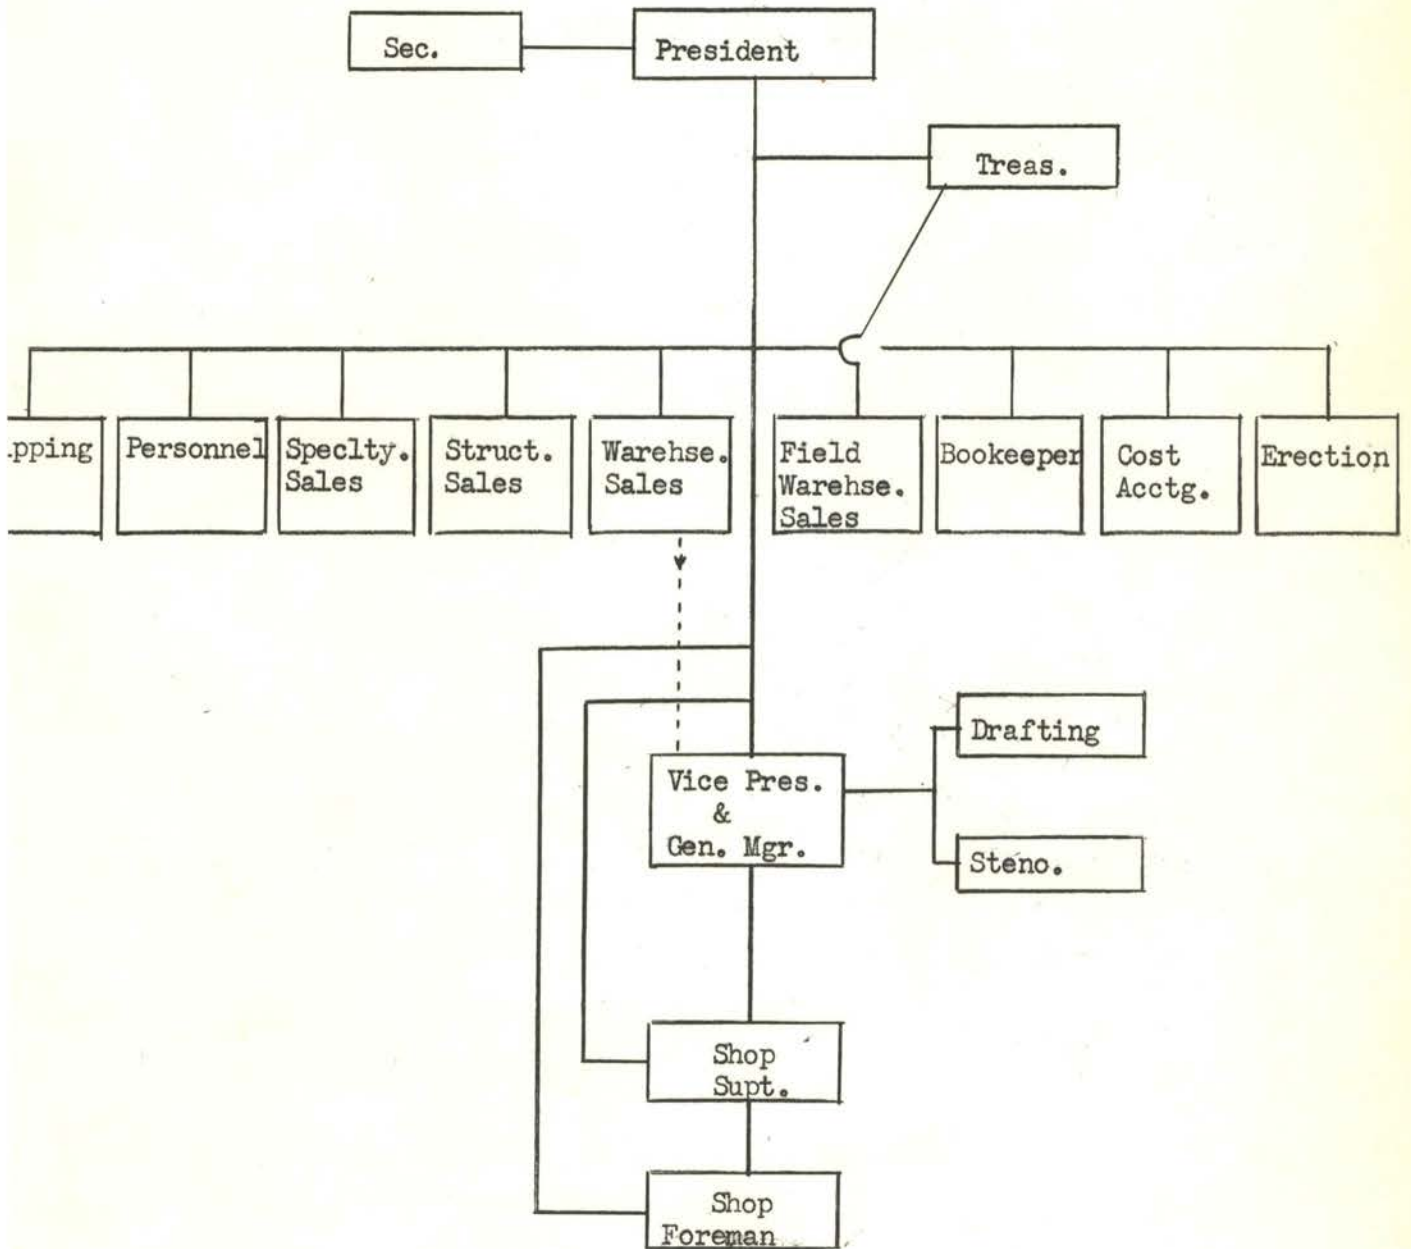 Sec.
President
Treas.
Personnel
Speclty.
Sales
Struct.
Sales
Warehse.
Sales
Field
Warehse.
Sales
Bookeeper
Cost
Acctg.
Erection
Vice Pres.
&
Gen. Mgr.
Drafting
Steno.
Shop
Supt.
Shop
Foreman